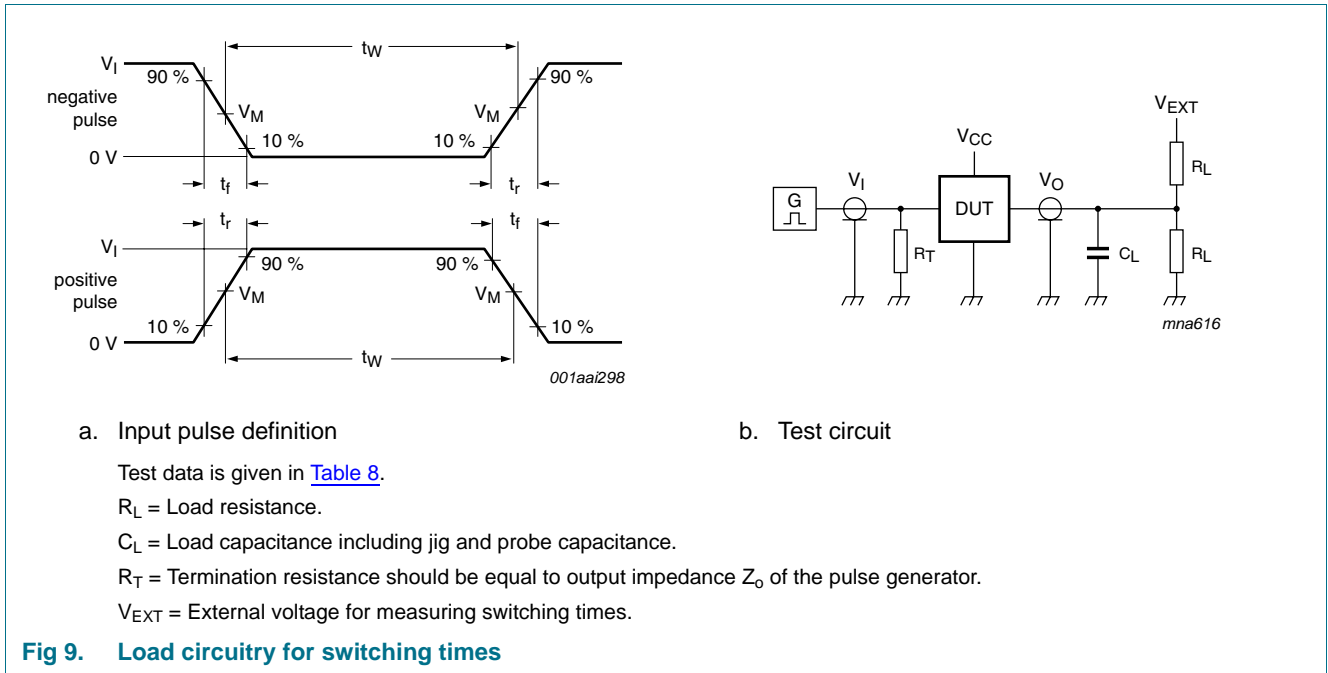 tW
VI
90 %
90 %
negative
pulse
VM
VM
10 %
10 %
0 V
tf
tr
tr
tf
VI
90 %
90 %
positive
pulse
VM
VM
10 %
10 %
0 V
tW
001aai298
VEXT
VCC
RL
VI
VO
G
DUT
RT
CL
RL
mna616
a. Input pulse definition
b. Test circuit
Test data is given in Table 8.
RL = Load resistance.
CL = Load capacitance including jig and probe capacitance.
RT = Termination resistance should be equal to output impedance Zo of the pulse generator.
VEXT = External voltage for measuring switching times.
Fig 9. Load circuitry for switching times